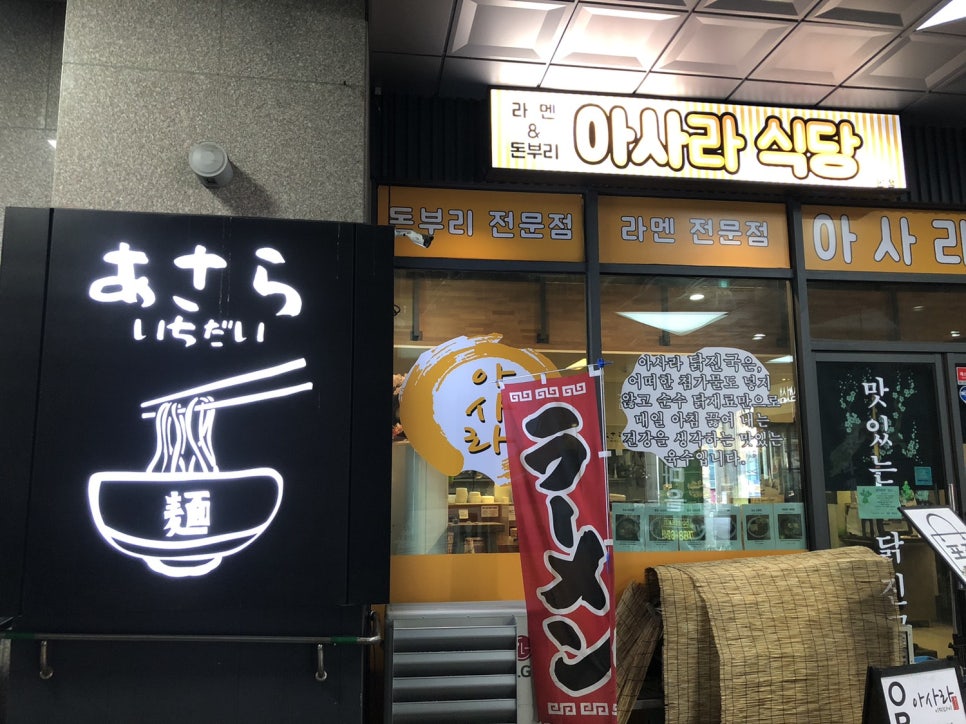 라멘
&
돈부리
아사라 식당
돈부리 전문점
라멘 전문점
아사라
あさら
いちだい
麺
아
사
라
아사라 닭진국은,
어떠한 첨가물도 넣지
않고 순수 닭재료만으로
매일 아침 끓여 내는
건강을 생각하는 맛있는
육수입니다.
ラーメン
맛있는 닭진
LG
아사라